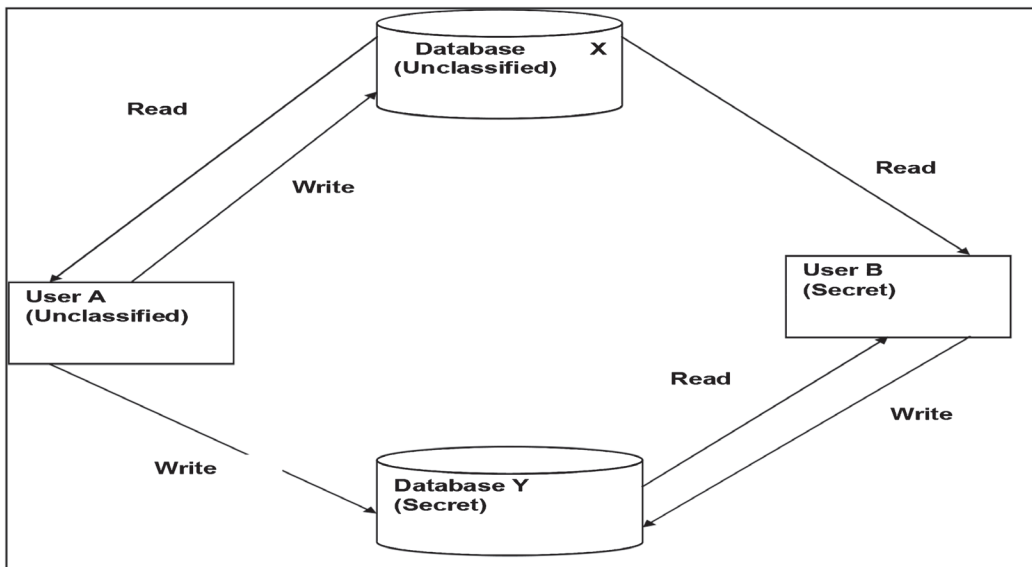 Database X
(Unclassified)
Read
Write
Read
User A
(Unclassified)
User B
(Secret)
Read
Write
Write
Database Y
(Secret)